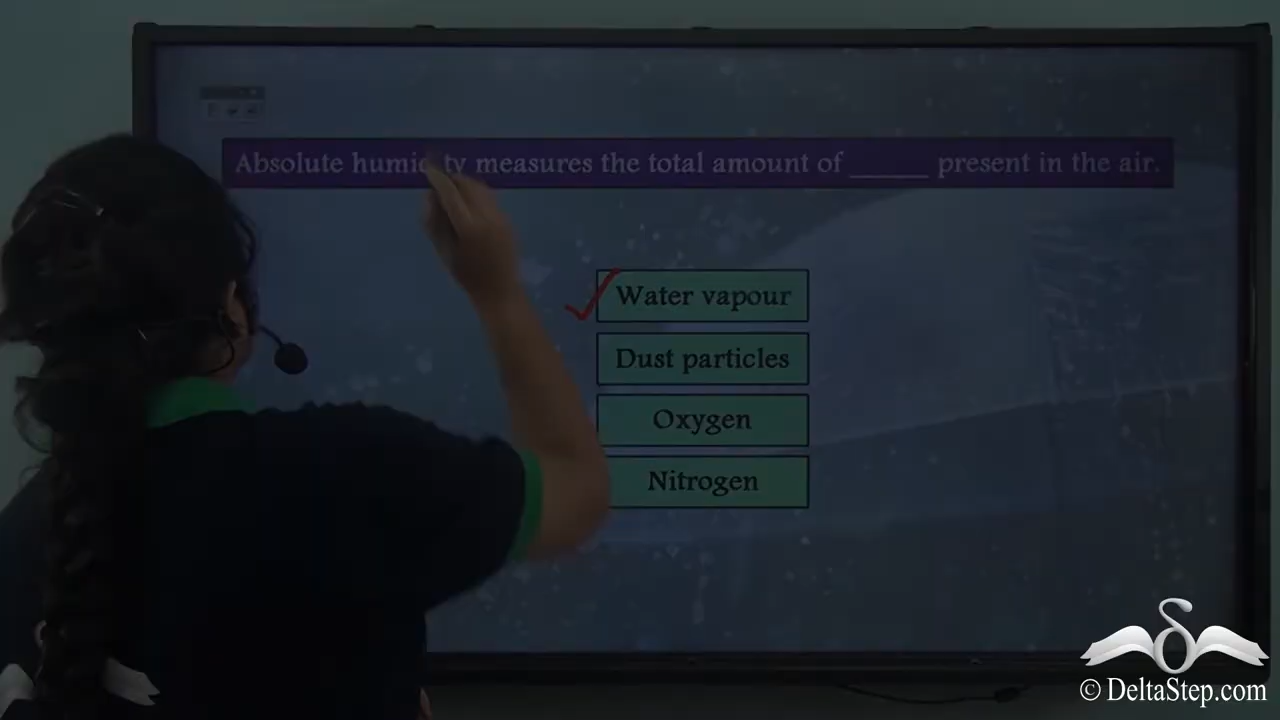 Absolute humidity measures the total amount of ______ present in the air.
Water vapour
Dust particles
Oxygen
Nitrogen
© DeltaStep.com